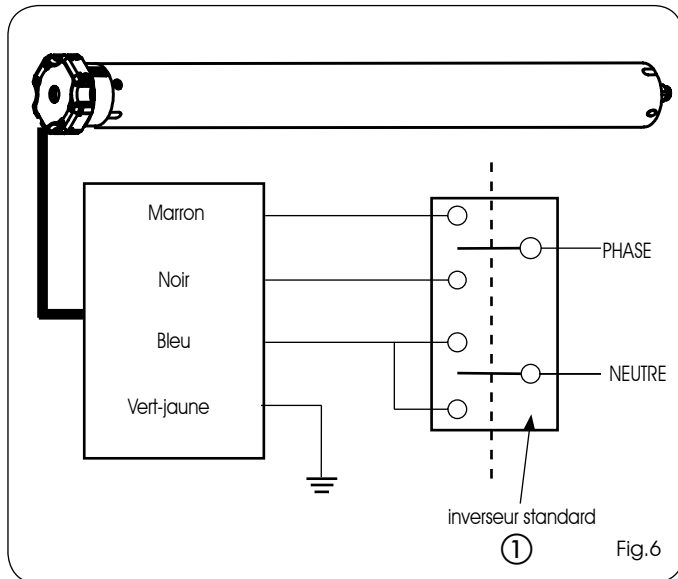 Marron
PHASE
Noir
Bleu
NEUTRE
Vert-jaune
inverseur standard
① Fig.6